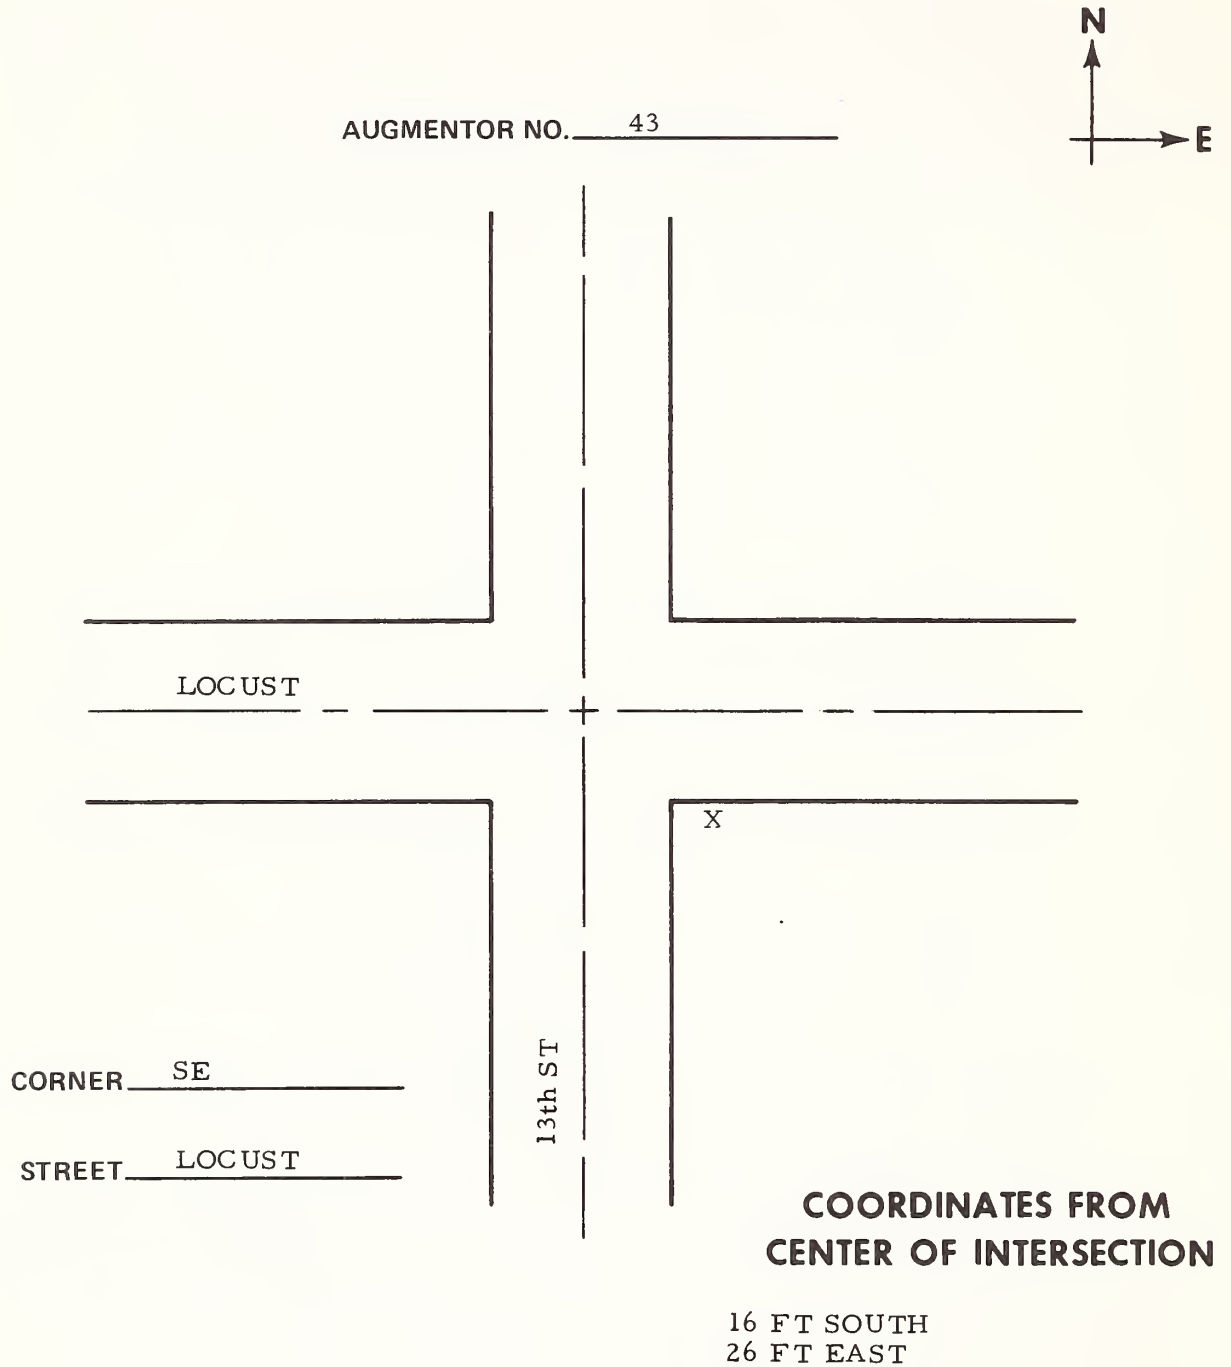 N
AUGMENTOR NO. 43
E
LOCUST
X
13th ST
CORNER SE
STREET LOCUST
COORDINATES FROM
CENTER OF INTERSECTION
16 FT SOUTH
26 FT EAST